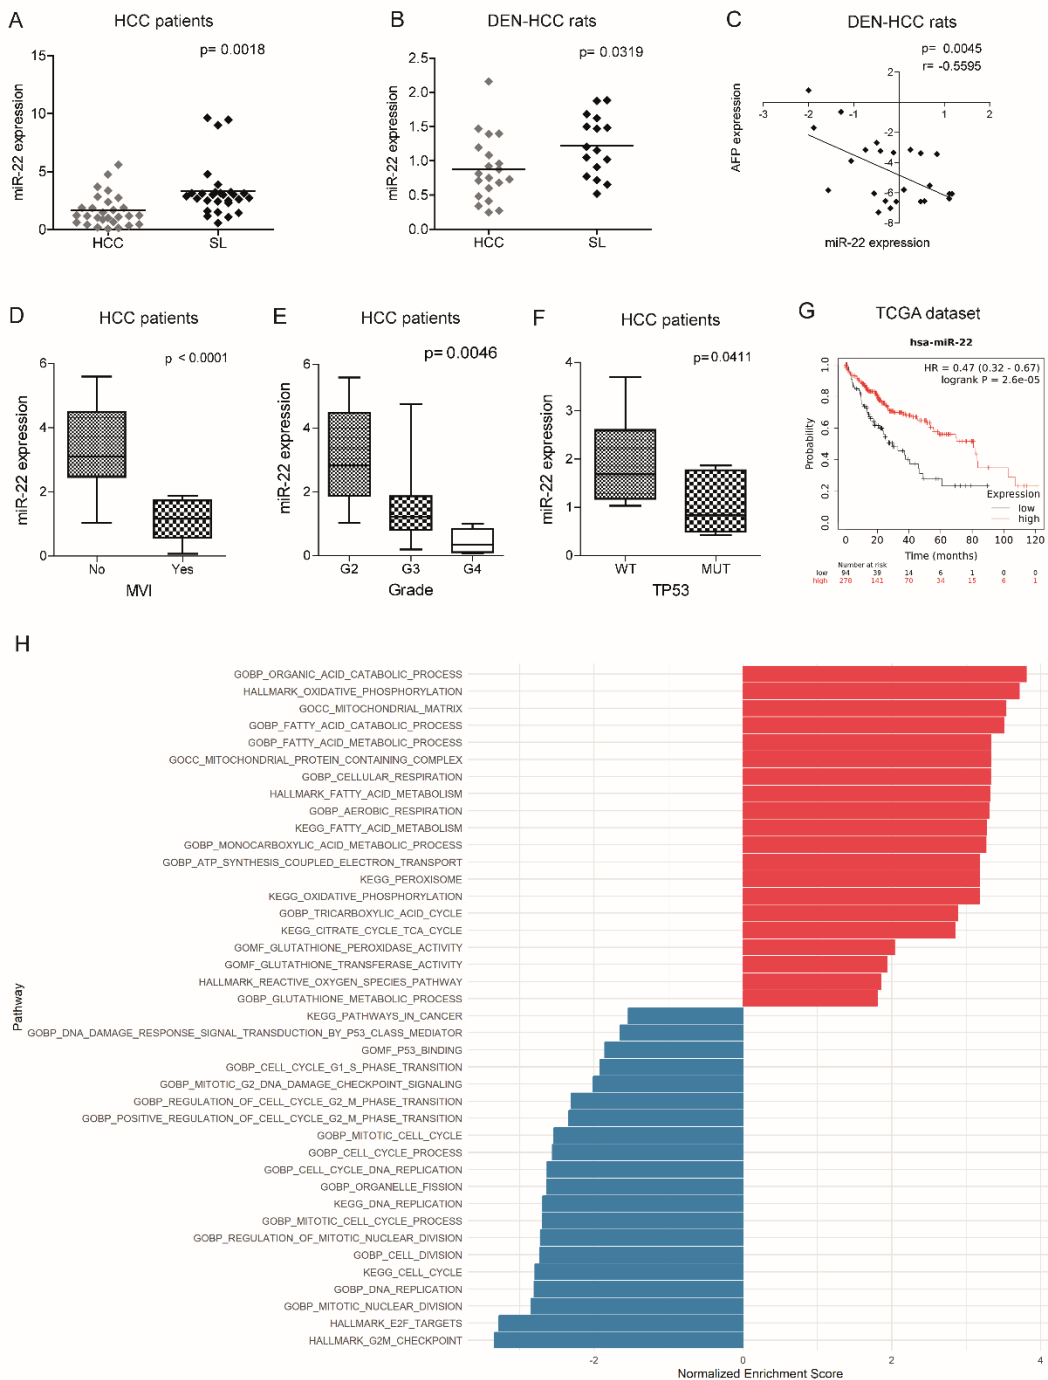 A
HCC patients
p= 0.0018
miR-22 expression
15
10
5
0
HCC
SL
B
DEN-HCC rats
p= 0.0319
miR-22 expression
2.5
2.0
1.5
1.0
0.5
0.0
HCC
SL
C
DEN-HCC rats
p= 0.0045
r= -0.5595
AFP expression
2
-3
-2
-1
1
2
-2
-4
-6
-8
miR-22 expression
D
HCC patients
p <0.0001
miR-22 expression
6
4
2
0
No
Yes
MVI
E
HCC patients
p= 0.0046
miR-22 expression
6
4
2
0
G2
G3
G4
Grade
F
HCC patients
p=0.0411
miR-22 expression
4
3
2
1
0
WT
MUT
TP53
G
TCGA dataset
hsa-miR-22
HR = 0.47 (0.32 - 0.67)
logrank P = 2.6e-05
Probability
1.0
0.8
0.6
0.4
0.2
0.0
Expression
low
high
0 20 40 60 80 100 120
Time (months)
Number at risk
low 94 39 14 6 1 0 0
high 270 141 70 34 15 6 1
H
Pathway
GOBP_ORGANIC_ACID_CATABOLIC_PROCESS
HALLMARK_OXIDATIVE_PHOSPHORYLATION
GOCC_MITOCHONDRIAL_MATRIX
GOBP_FATTY_ACID_CATABOLIC_PROCESS
GOBP_FATTY_ACID_METABOLIC_PROCESS
GOCC_MITOCHONDRIAL_PROTEIN_CONTAINING_COMPLEX
GOBP_CELLULAR_RESPIRATION
HALLMARK_FATTY_ACID_METABOLISM
GOBP_AEROBIC_RESPIRATION
KEGG_FATTY_ACID_METABOLISM
GOBP_MONOCARBOXYLIC_ACID_METABOLIC_PROCESS
GOBP_ATP_SYNTHESIS_COUPLED_ELECTRON_TRANSPORT
KEGG_PEROXISOME
KEGG_OXIDATIVE_PHOSPHORYLATION
GOBP_TRICARBOXYLIC_ACID_CYCLE
KEGG_CITRATE_CYCLE_TCA_CYCLE
GOMF_GLUTATHIONE_PEROXIDASE_ACTIVITY
GOMF_GLUTATHIONE_TRANSFERASE_ACTIVITY
HALLMARK_REACTIVE_OXYGEN_SPECIES_PATHWAY
GOBP_GLUTATHIONE_METABOLIC_PROCESS
KEGG_PATHWAYS_IN_CANCER
GOBP_DNA_DAMAGE_RESPONSE_SIGNAL_TRANSDUCTION_BY_P53_CLASS_MEDIATOR
GOMF_P53_BINDING
GOBP_CELL_CYCLE_G1_S_PHASE_TRANSITION
GOBP_MITOTIC_G2_DNA_DAMAGE_CHECKPOINT_SIGNALING
GOBP_REGULATION_OF_CELL_CYCLE_G2_M_PHASE_TRANSITION
GOBP_POSITIVE_REGULATION_OF_CELL_CYCLE_G2_M_PHASE_TRANSITION
GOBP_MITOTIC_CELL_CYCLE
GOBP_CELL_CYCLE_PROCESS
GOBP_CELL_CYCLE_DNA_REPLICATION
GOBP_ORGANELLE_FISSION
KEGG_DNA_REPLICATION
GOBP_MITOTIC_CELL_CYCLE_PROCESS
GOBP_REGULATION_OF_MITOTIC_NUCLEAR_DIVISION
GOBP_CELL_DIVISION
KEGG_CELL_CYCLE
GOBP_DNA_REPLICATION
GOBP_MITOTIC_NUCLEAR_DIVISION
HALLMARK_E2F_TARGETS
HALLMARK_G2M_CHECKPOINT
-2 0 2 4
Normalized Enrichment Score